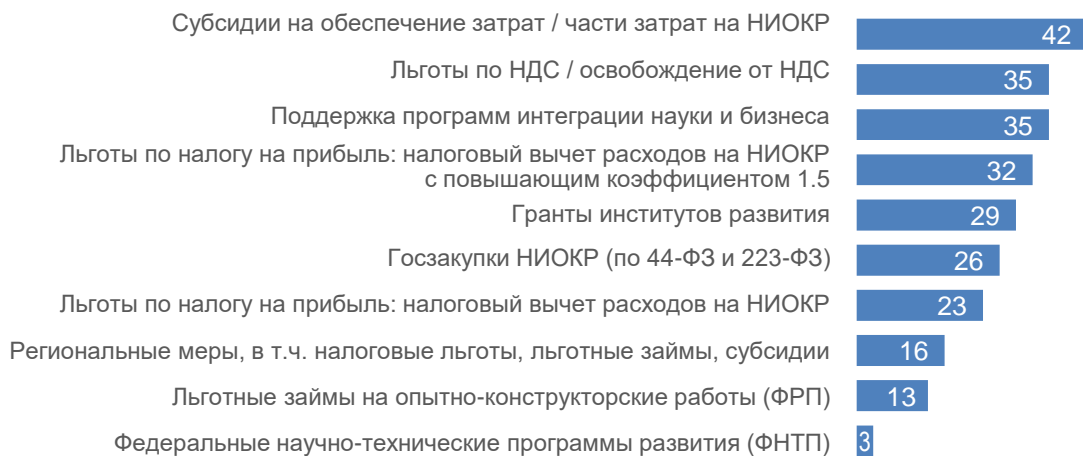 Субсидии на обеспечение затрат / части затрат на НИОКР 42
Льготы по НДС / освобождение от НДС 35
Поддержка программ интеграции науки и бизнеса 35
Льготы по налогу на прибыль: налоговый вычет расходов на НИОКР
с повышающим коэффициентом 1.5 32
Гранты институтов развития 29
Госзакупки НИОКР (по 44-ФЗ и 223-ФЗ) 26
Льготы по налогу на прибыль: налоговый вычет расходов на НИОКР 23
Региональные меры, в т.ч. налоговые льготы, льготные займы, субсидии 16
Льготные займы на опытно-конструкторские работы (ФРП) 13
Федеральные научно-технические программы развития (ФНТП) 3